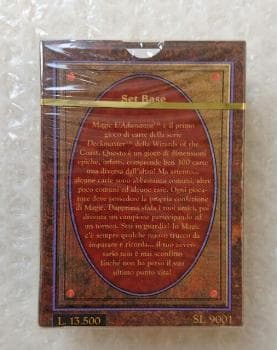 Set Base
Magic L'Adunanza™ è il primo
gioco di carte della serie
Deckmaster™ della Wizards of the
Coast. Questo è un gioco di dimensioni
epiche, infatti, comprende ben 300 carte
una diversa dall'altra! Ma attento...
alcune carte sono abbastanza comuni, altre
poco comuni ed alcune rare. Ogni gioca-
tore deve possedere la propria confezione
di Magic. Dapprima sfida i tuoi amici, poi
diventa un campione partecipando ad
un torneo. Stai in guardia! In Magic
c'è sempre qualche nuovo trucco da
imparare e ricorda... il tuo avver-
sario non è mai sconfitto
finché non ha perso il suo
ultimo punto vita!
L. 13.500
SL 9001